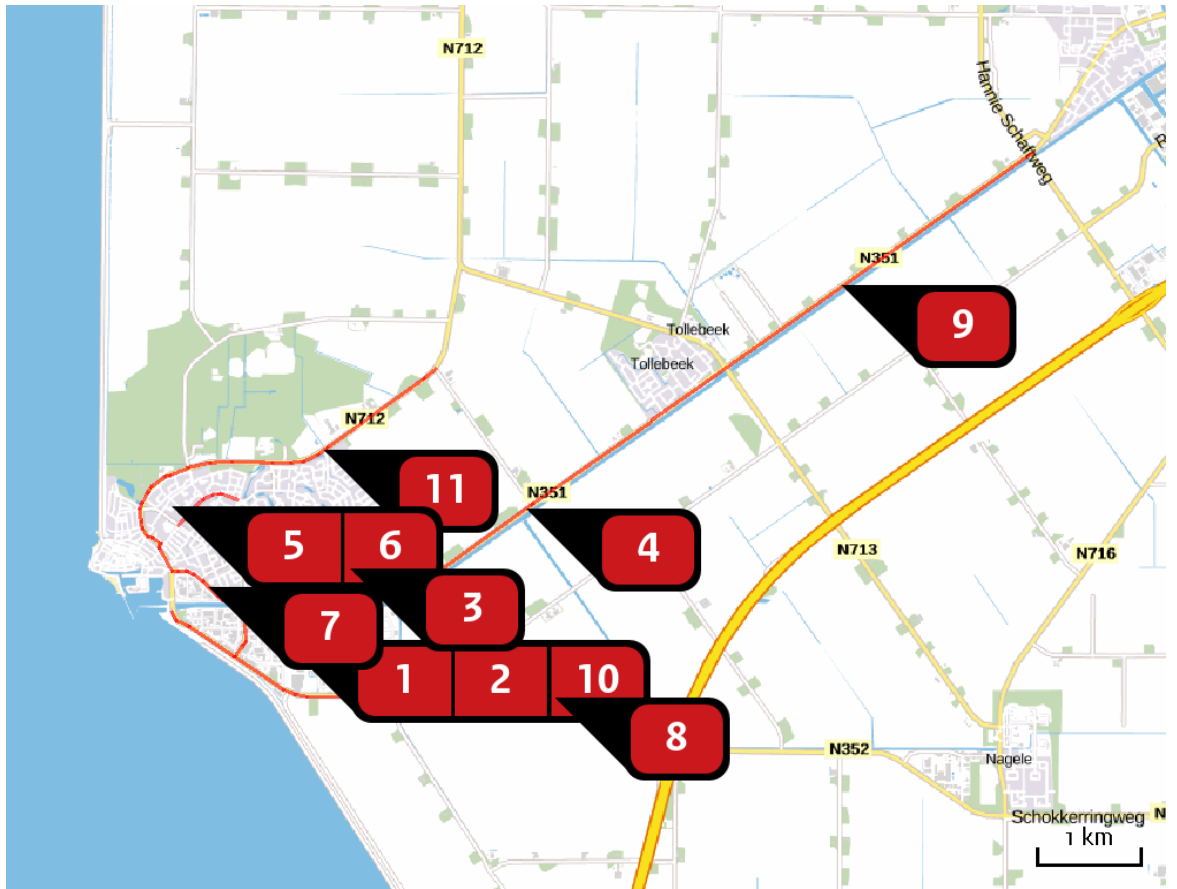 N712
Hannie Schaftweg
N351
9
Tollebeek
Tollebeek
N712
11
N351
5 6
4
N713
N716
3
7
1 2 10
8
N352
Nagele
Schokkerringweg
1 km